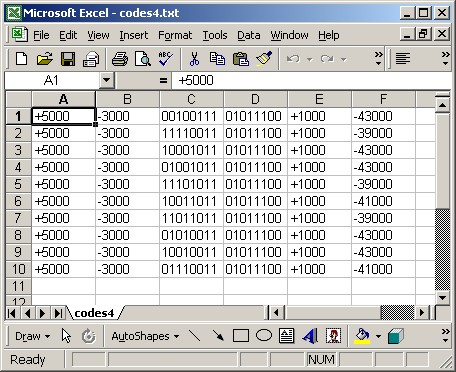 Microsoft Excel - codes4.txt
File Edit View Insert Format Tools Data Window Help
A1 = +5000
A B C D E F
1 +5000 -3000 00100111 01011100 +1000 -43000
2 +5000 -3000 11110011 01011100 +1000 -39000
3 +5000 -3000 10001011 01011100 +1000 -43000
4 +5000 -3000 01001011 01011100 +1000 -43000
5 +5000 -3000 11101011 01011100 +1000 -39000
6 +5000 -3000 10011011 01011100 +1000 -41000
7 +5000 -3000 11011011 01011100 +1000 -39000
8 +5000 -3000 01010011 01011100 +1000 -43000
9 +5000 -3000 10010011 01011100 +1000 -43000
10 +5000 -3000 01110011 01011100 +1000 -41000
11
12
codes4
Draw AutoShapes
Ready NUM